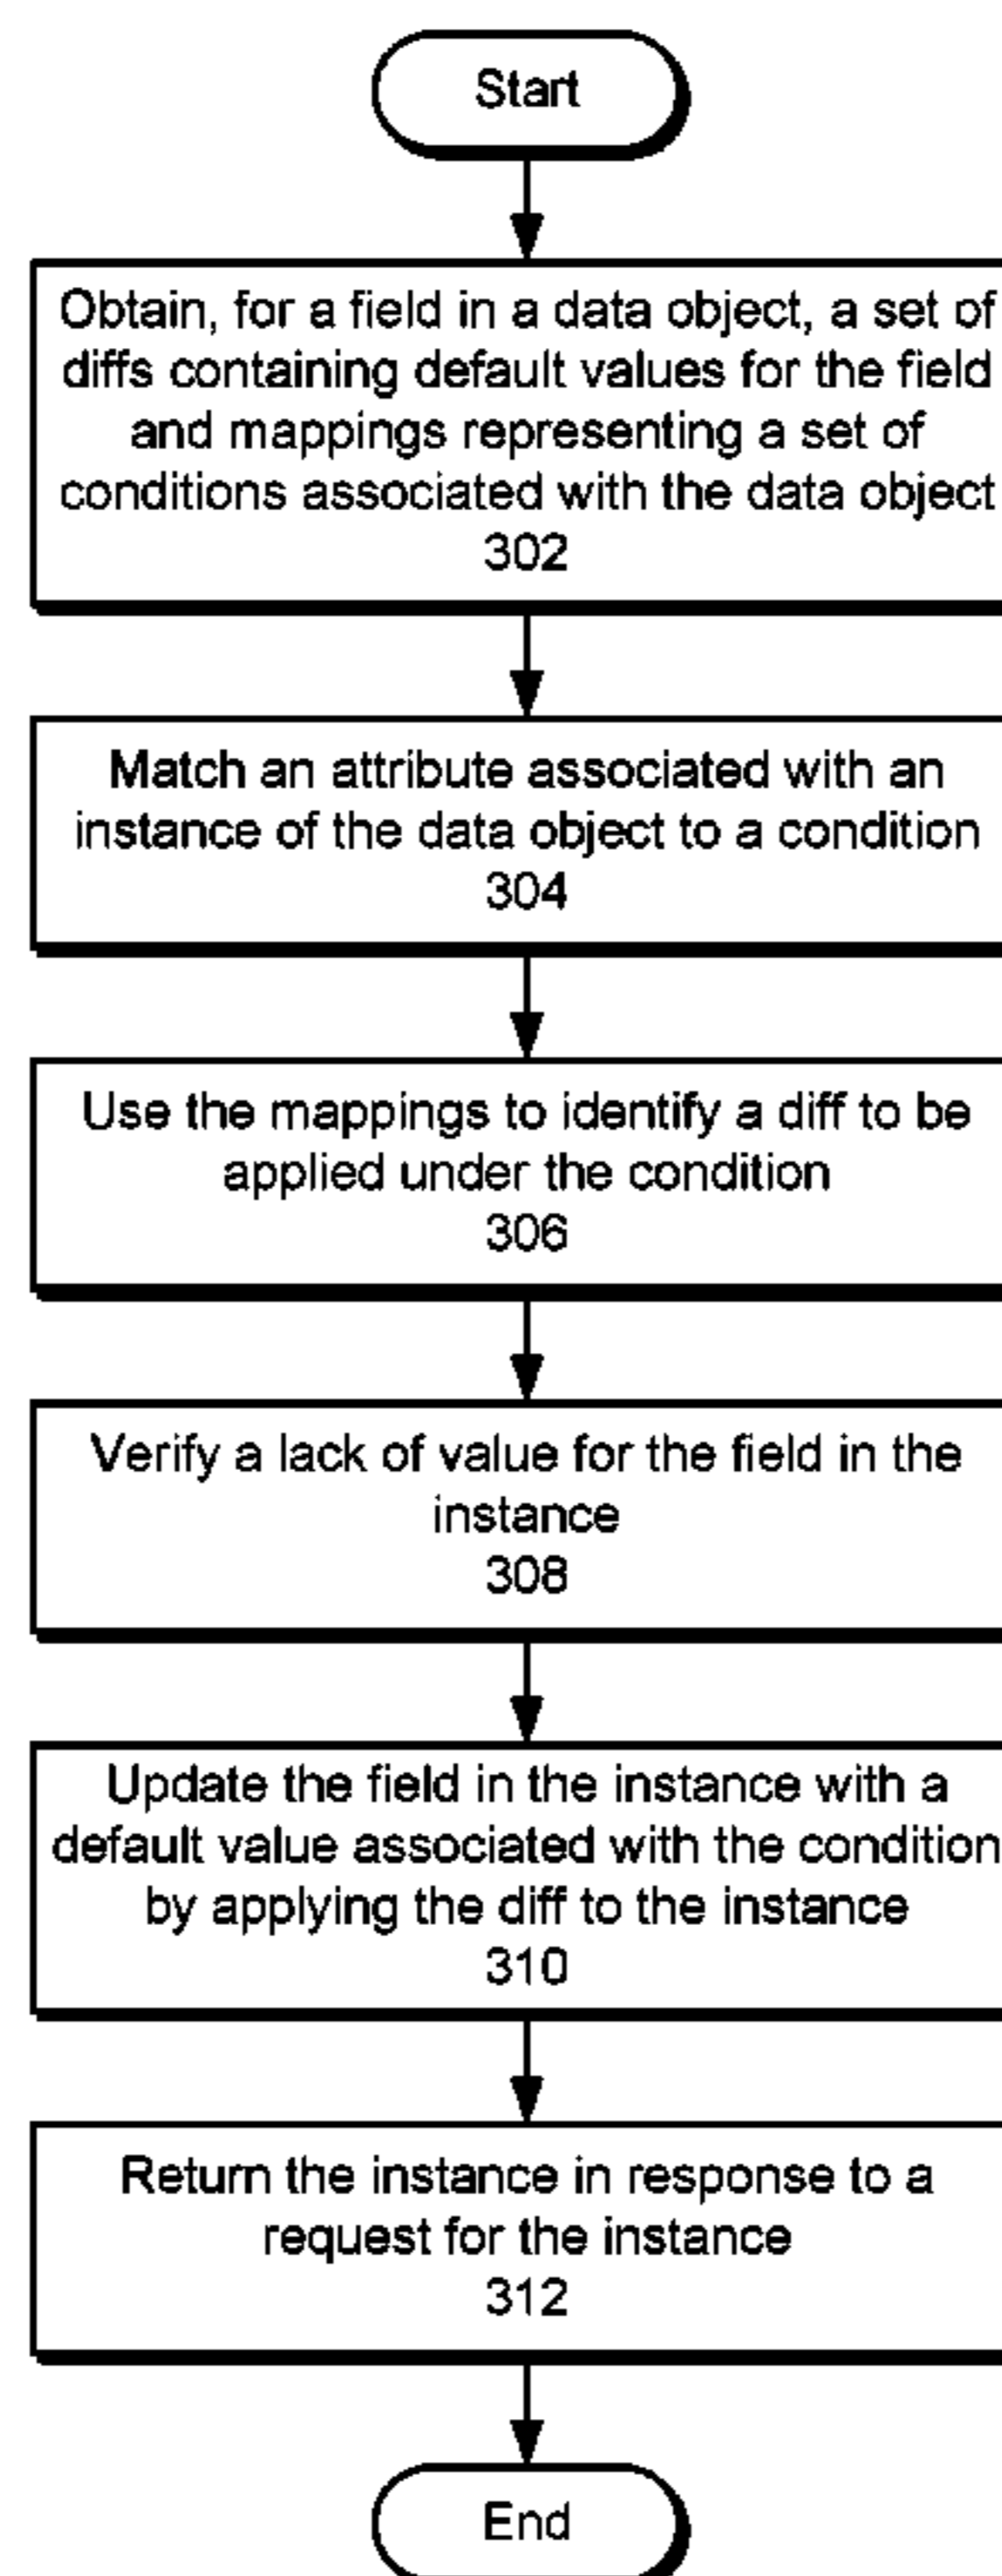 Start
Obtain, for a field in a data object, a set of
diffs containing default values for the field
and mappings representing a set of
conditions associated with the data object
302
Match an attribute associated with an
instance of the data object to a condition
304
Use the mappings to identify a diff to be
applied under the condition
306
Verify a lack of value for the field in the
instance
308
Update the field in the instance with a
default value associated with the condition
by applying the diff to the instance
310
Return the instance in response to a
request for the instance
312
End